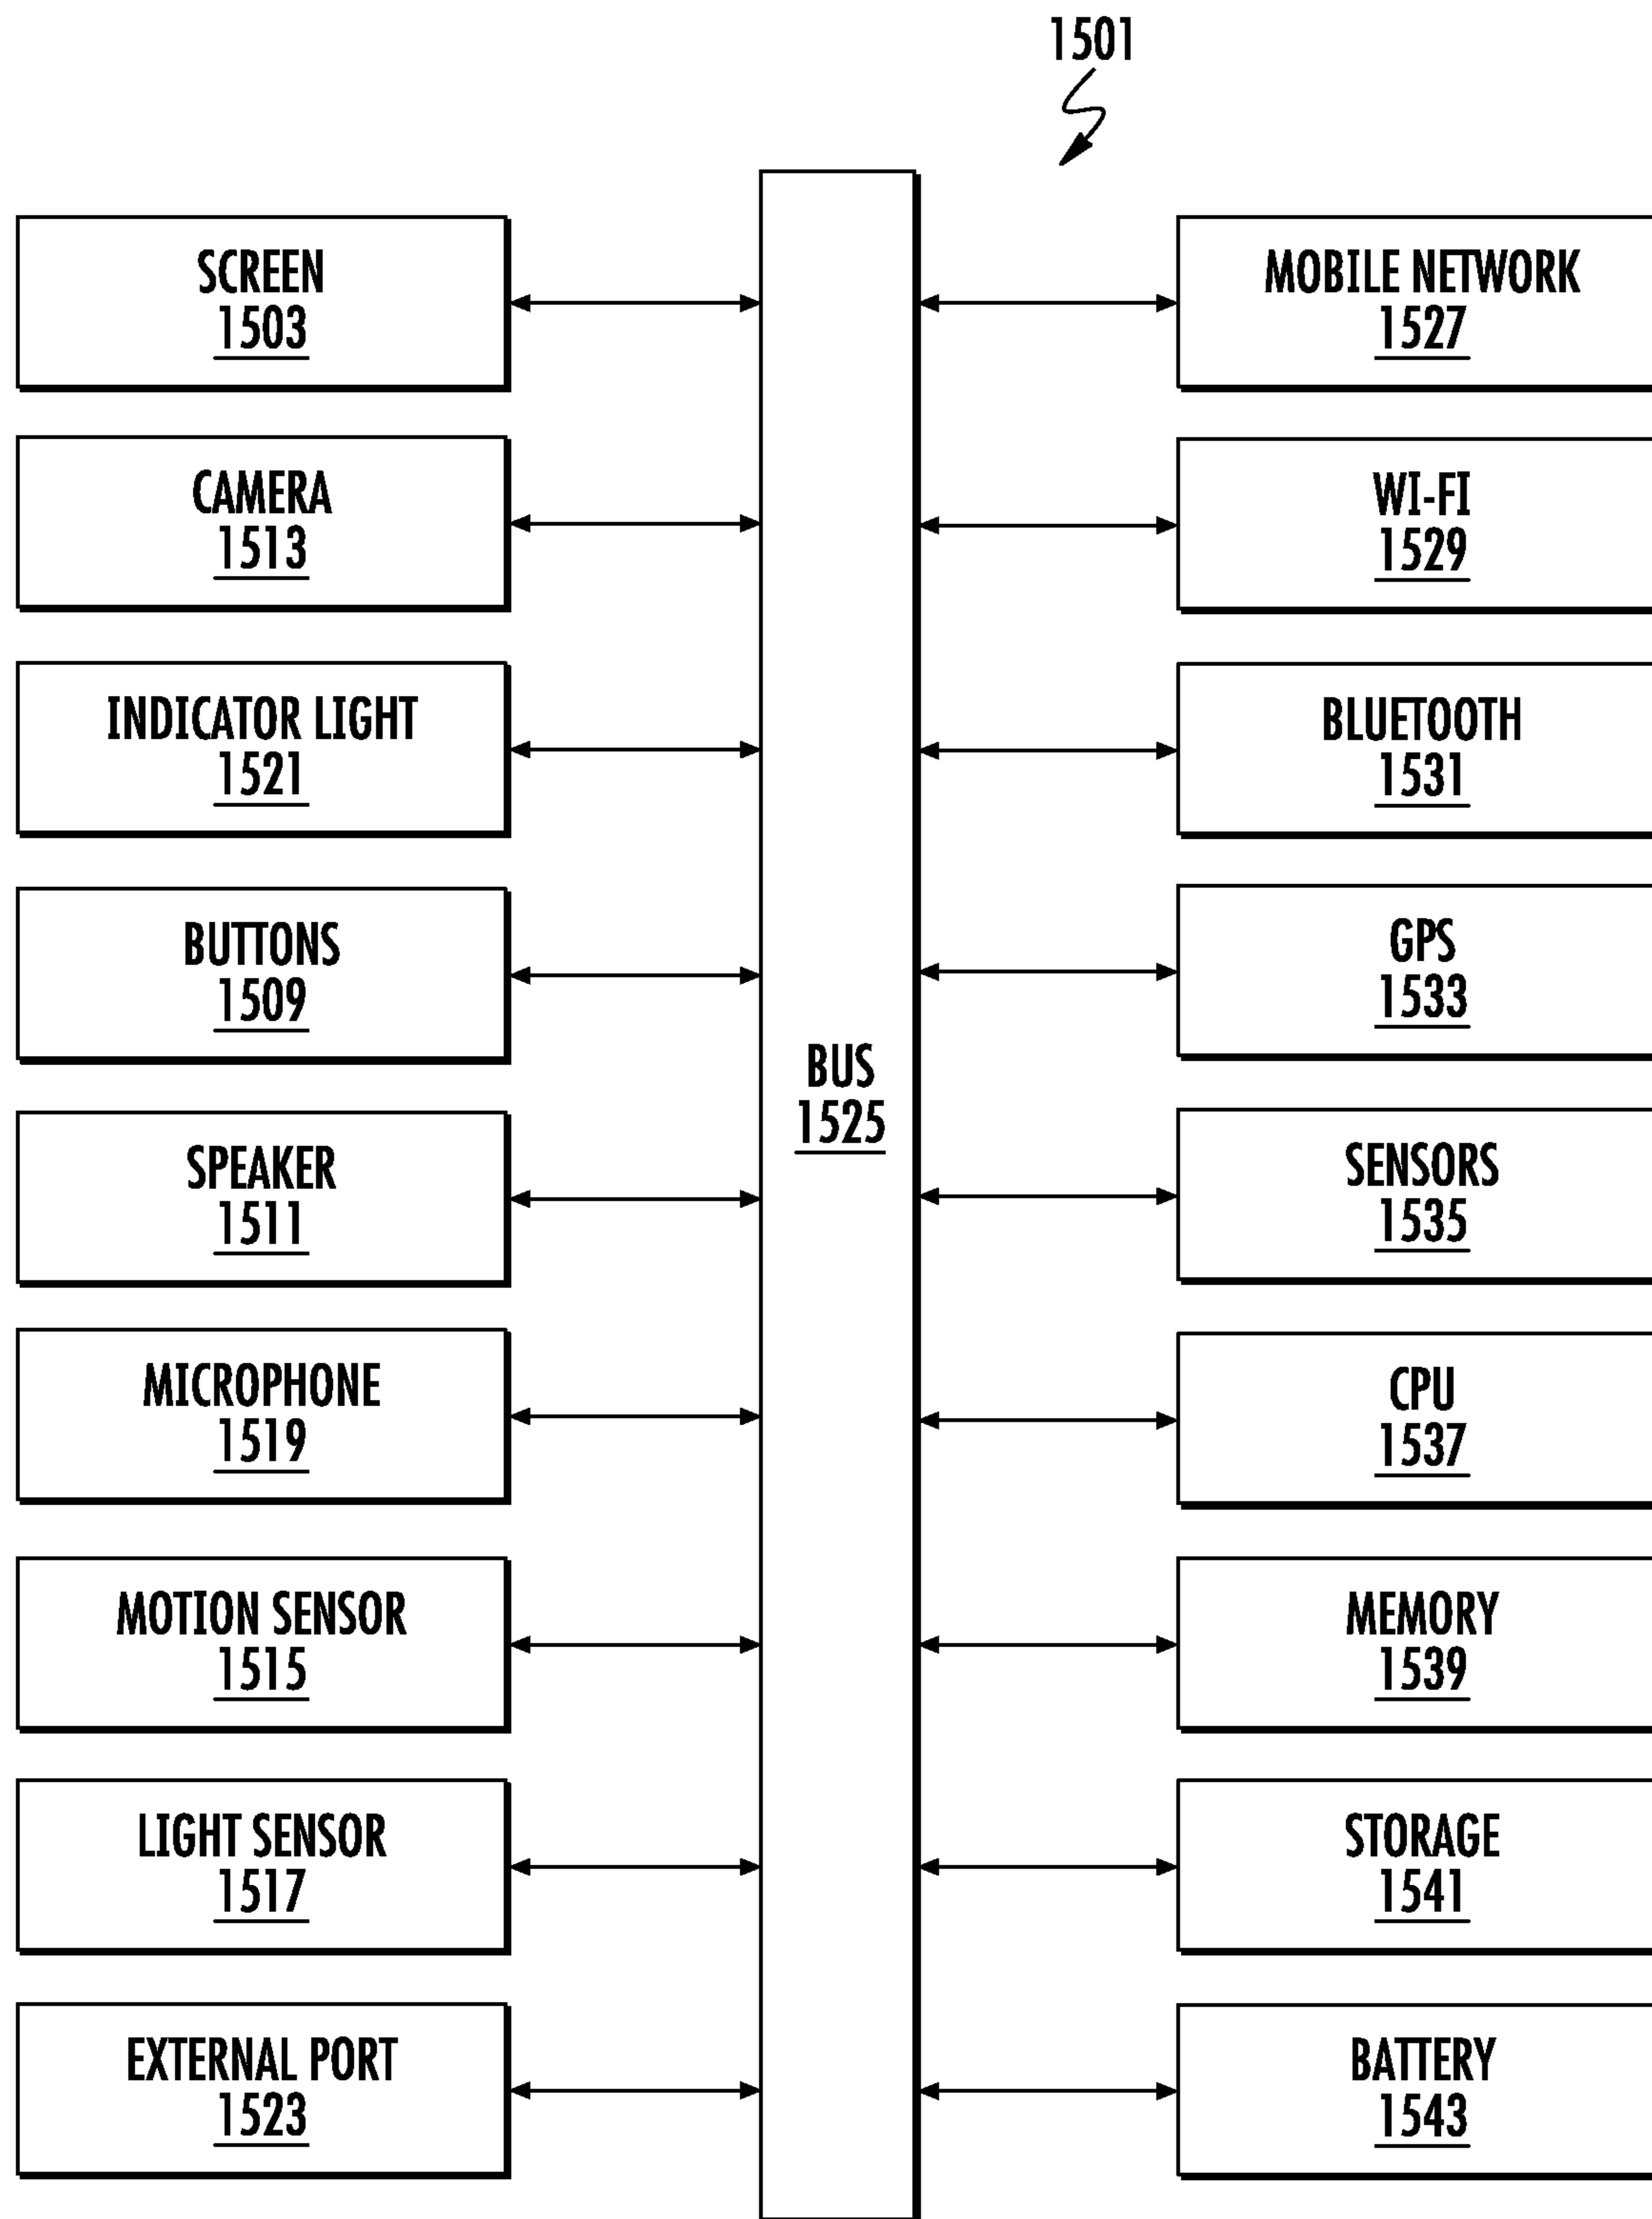 1501
SCREEN
1503
MOBILE NETWORK
1527
CAMERA
1513
WI-FI
1529
INDICATOR LIGHT
1521
BLUETOOTH
1531
BUTTONS
1509
GPS
1533
BUS
1525
SPEAKER
1511
SENSORS
1535
MICROPHONE
1519
CPU
1537
MOTION SENSOR
1515
MEMORY
1539
LIGHT SENSOR
1517
STORAGE
1541
EXTERNAL PORT
1523
BATTERY
1543